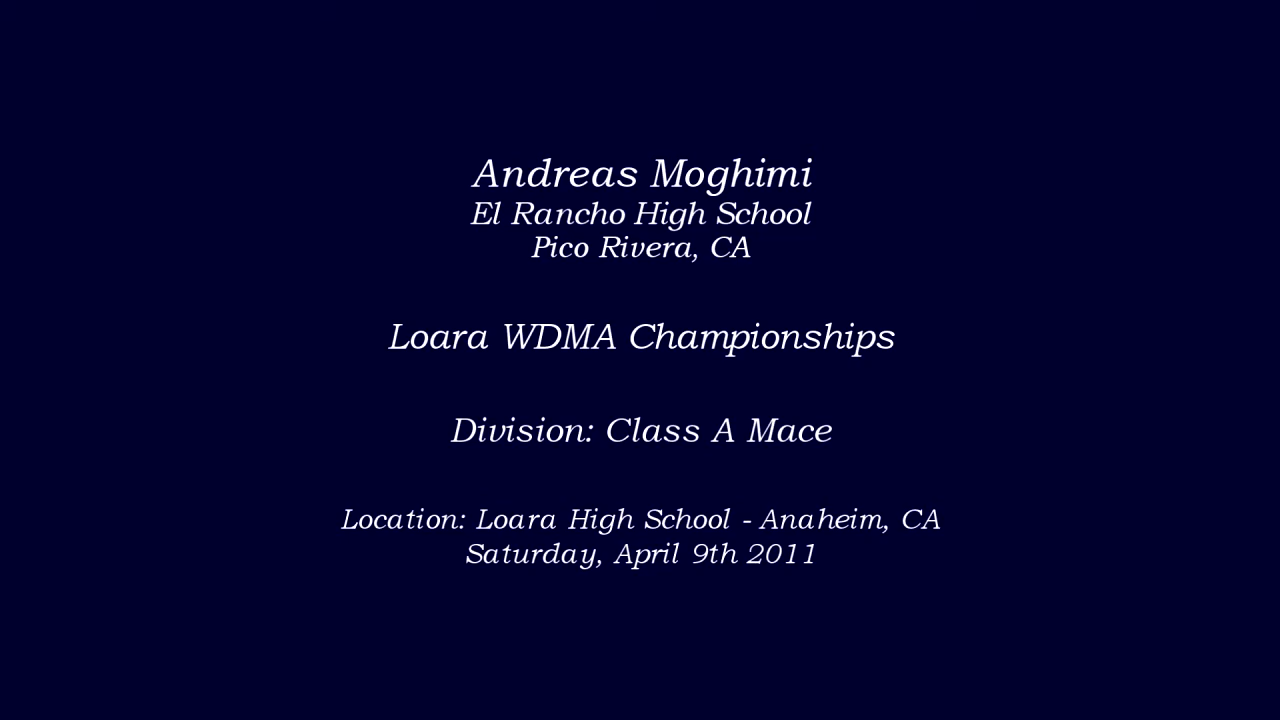 Andreas Moghimi
El Rancho High School
Pico Rivera, CA
Loara WDMA Championships
Division: Class A Mace
Location: Loara High School - Anaheim, CA
Saturday, April 9th 2011